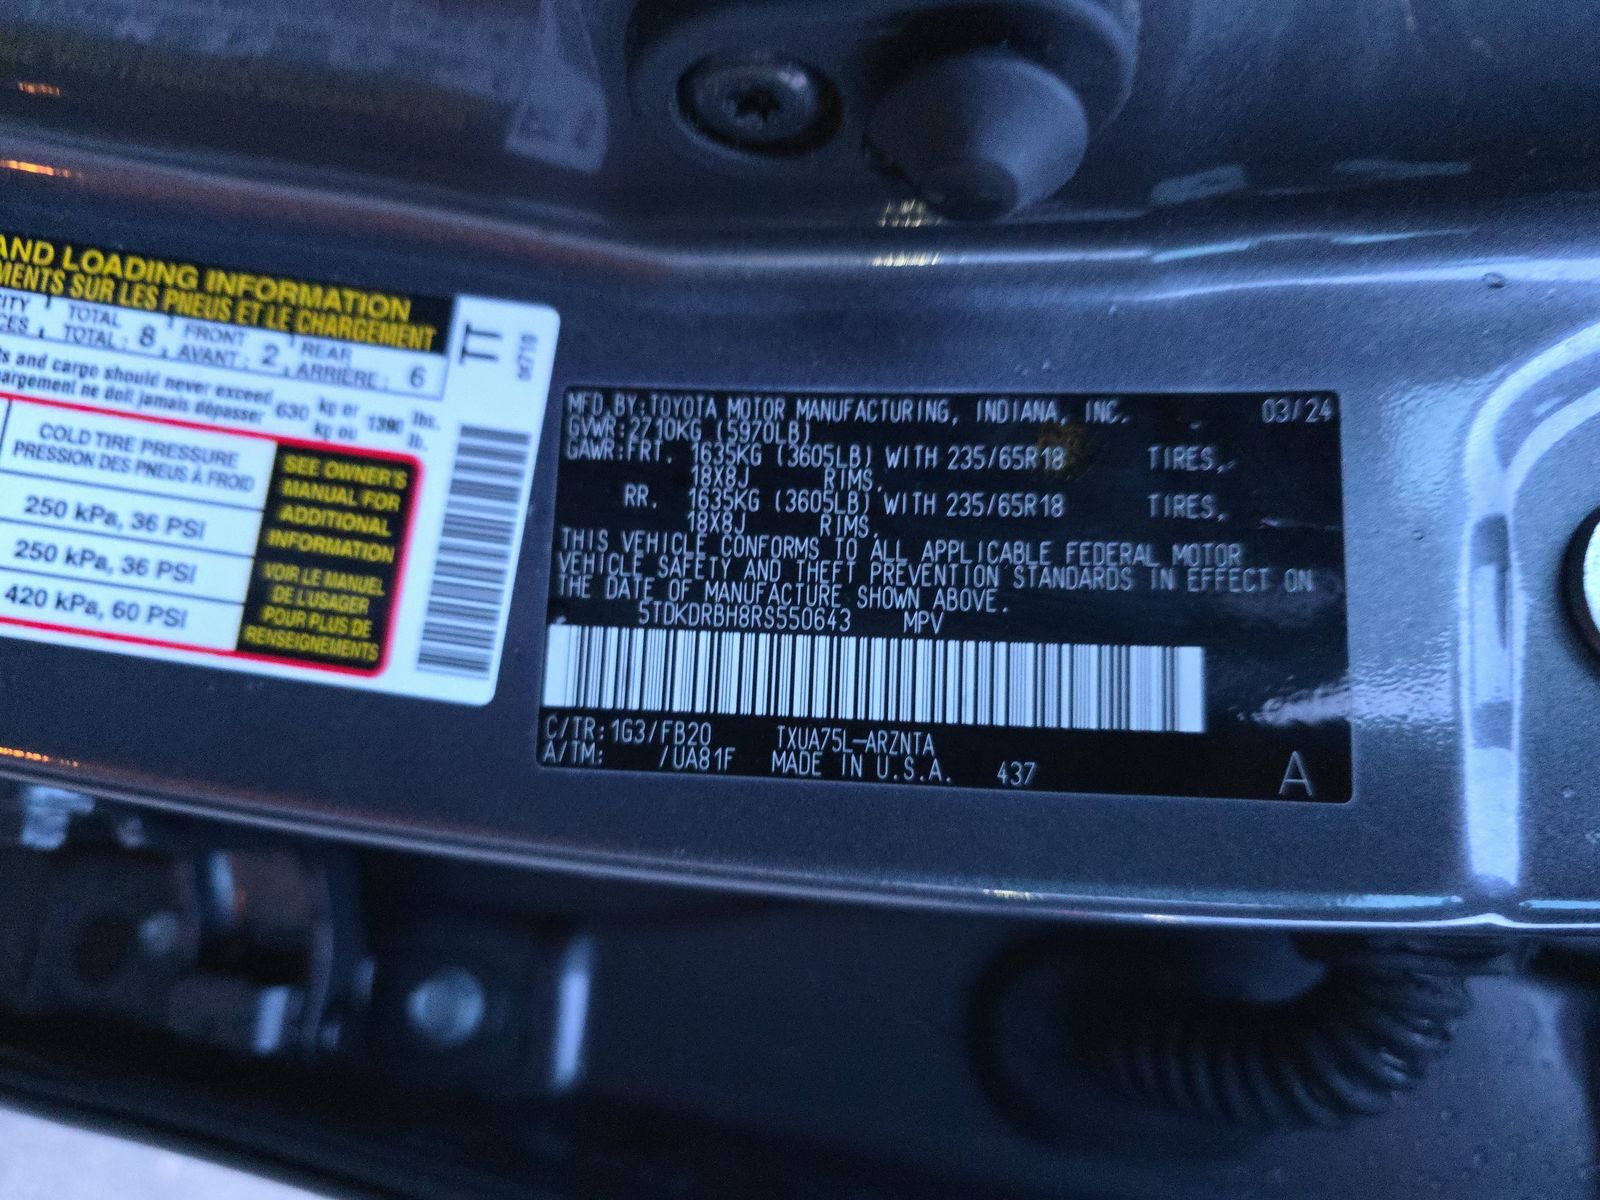 AND LOADING INFORMATION
MENTS SUR LES PNEUS ET LE CHARGEMENT
TOTAL FRONT REAR
TOTAL: 8 AVANT: 2 ARRIÈRE: 6
and cargo should never exceed 630 kg or 1390 lbs.
ne doit jamais dépasser kg ou lb.
COLD TIRE PRESSURE
PRESSION DES PNEUS À FROID
250 kPa, 36 PSI
250 kPa, 36 PSI
420 kPa, 60 PSI
SEE OWNER'S
MANUAL FOR
ADDITIONAL
INFORMATION
VOIR LE MANUEL
DE L'USAGER
POUR PLUS DE
RENSEIGNEMENTS
TT
MFD. BY: TOYOTA MOTOR MANUFACTURING, INDIANA, INC. 03/24
GVWR: 2710KG (5970LB)
GAWR: FRT. 1635KG (3605LB) WITH 235/65R18 TIRES,
18X8J RIMS,
RR. 1635KG (3605LB) WITH 235/65R18 TIRES,
18X8J RIMS,
THIS VEHICLE CONFORMS TO ALL APPLICABLE FEDERAL MOTOR
VEHICLE SAFETY AND THEFT PREVENTION STANDARDS IN EFFECT ON
THE DATE OF MANUFACTURE SHOWN ABOVE.
5TDKDRBH8RS550643 MPV
C/TR: 1G3/FB20 TXUA75L-ARZNTA
A/TM: /UA81F MADE IN U.S.A. 437 A